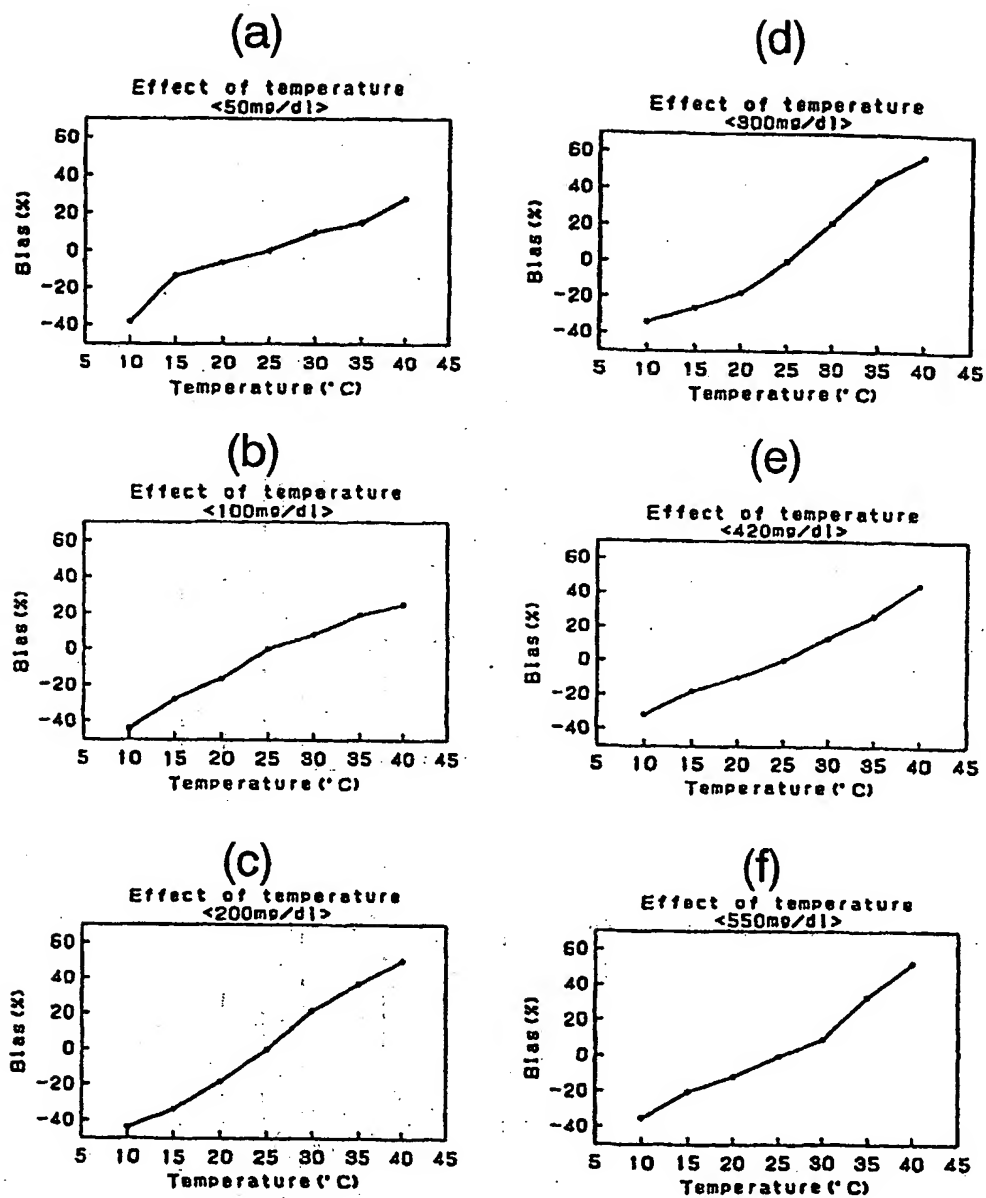 (a)
Effect of temperature
<50mg/dl>
60
40
20
0
-20
-40
Bias (%)
5 10 15 20 25 30 35 40 45
Temperature (°C)
(b)
Effect of temperature
<100mg/dl>
60
40
20
0
-20
-40
Bias (%)
5 10 15 20 25 30 35 40 45
Temperature (°C)
(c)
Effect of temperature
<200mg/dl>
60
40
20
0
-20
-40
Bias (%)
5 10 15 20 25 30 35 40 45
Temperature (°C)
(d)
Effect of temperature
<300mg/dl>
60
40
20
0
-20
-40
Bias (%)
5 10 15 20 25 30 35 40 45
Temperature (°C)
(e)
Effect of temperature
<420mg/dl>
60
40
20
0
-20
-40
Bias (%)
5 10 15 20 25 30 35 40 45
Temperature (°C)
(f)
Effect of temperature
<550mg/dl>
60
40
20
0
-20
-40
Bias (%)
5 10 15 20 25 30 35 40 45
Temperature (°C)